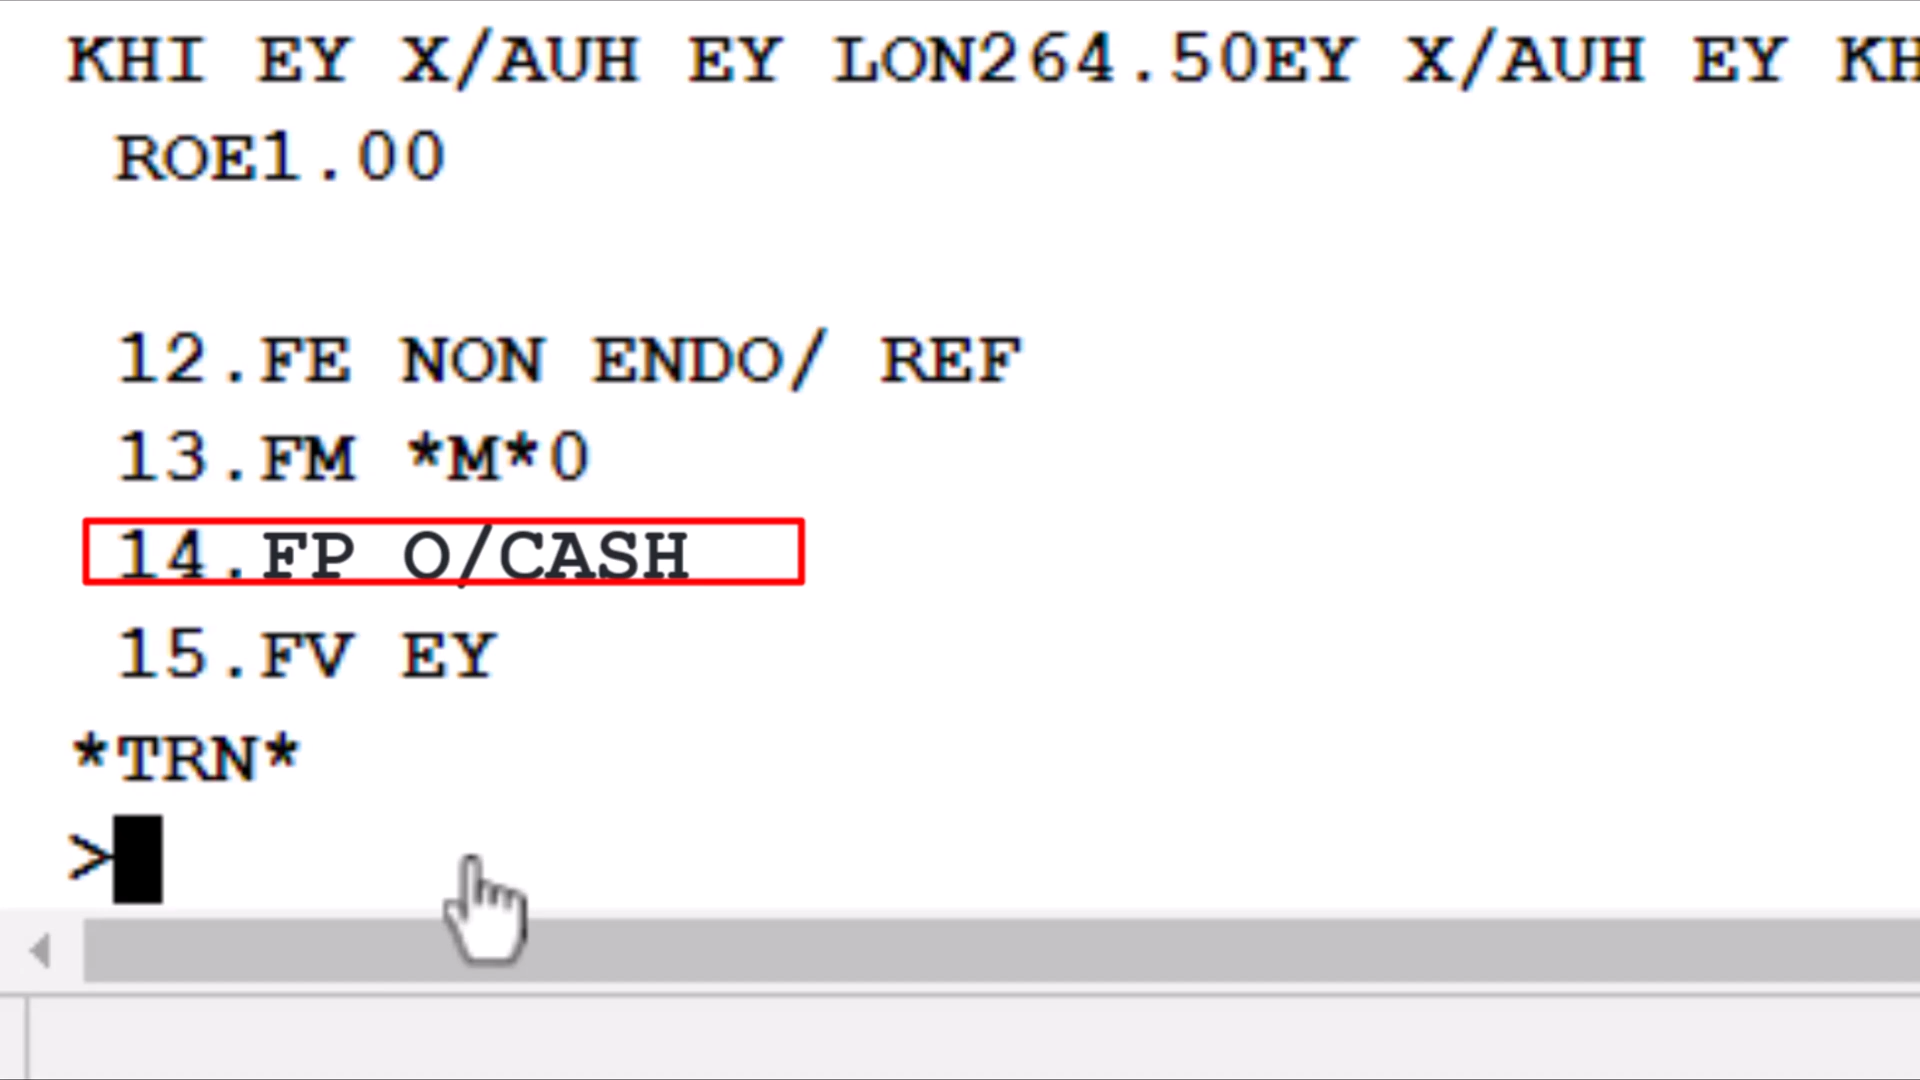 KHI EY X/AUH EY LON264.50EY X/AUH EY KH
ROE1.00
12.FE NON ENDO/ REF
13.FM *M*0
14.FP O/CASH
15.FV EY
*TRN*
>